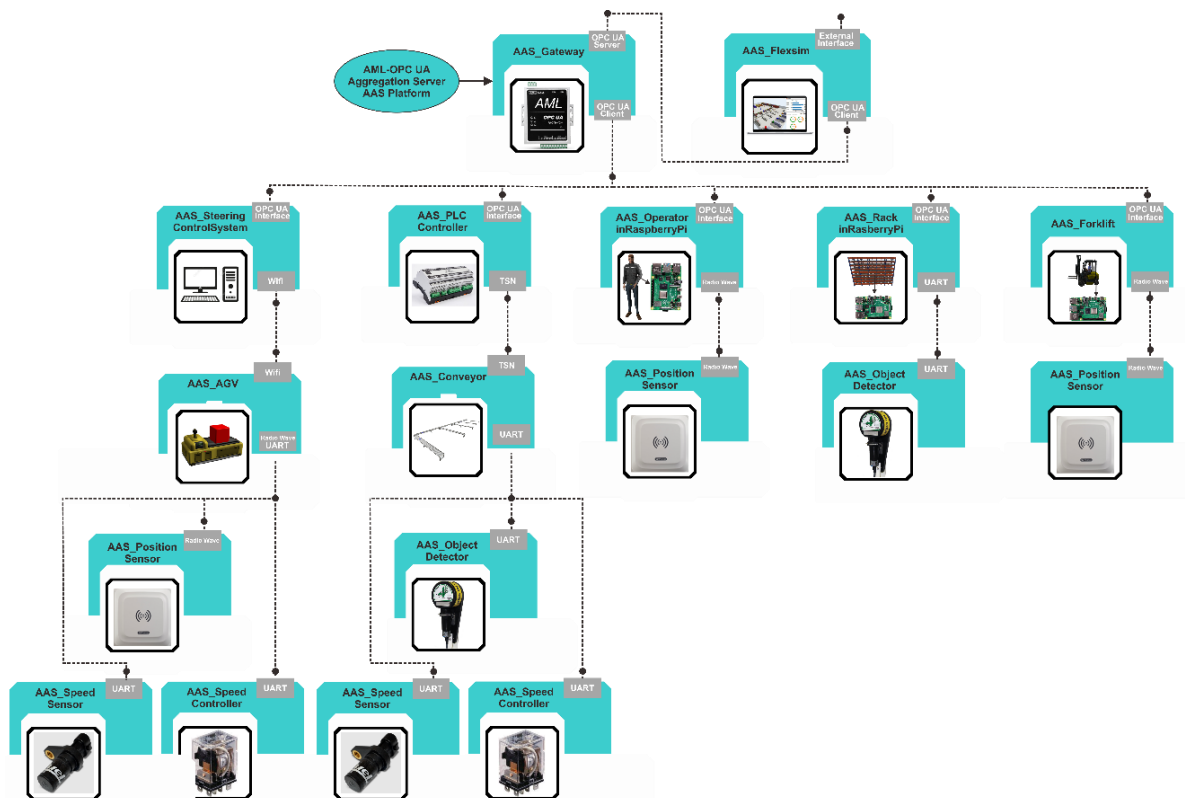 AAS_Gateway
OPC UA
Server
AAS_Flexsim
External
Interface
AML-OPC UA
Aggregation Server
AAS Platform
AML
OPC UA
OPC UA
Client
OPC UA
Client
AAS_Steering
ControlSystem
OPC UA
Interface
Wifi
AAS_PLC
Controller
OPC UA
Interface
TSN
AAS_Operator
inRaspberryPi
OPC UA
Interface
Radio Wave
AAS_Rack
inRasberryPi
OPC UA
Interface
UART
AAS_Forklift
OPC UA
Interface
Radio Wave
AAS_AGV
Wifi
Radio Wave
UART
AAS_Conveyor
TSN
UART
AAS_Position
Sensor
Radio Wave
AAS_Object
Detector
UART
AAS_Position
Sensor
Radio Wave
AAS_Position
Sensor
Radio Wave
AAS_Object
Detector
UART
AAS_Speed
Sensor
UART
AAS_Speed
Controller
UART
AAS_Speed
Sensor
UART
AAS_Speed
Controller
UART